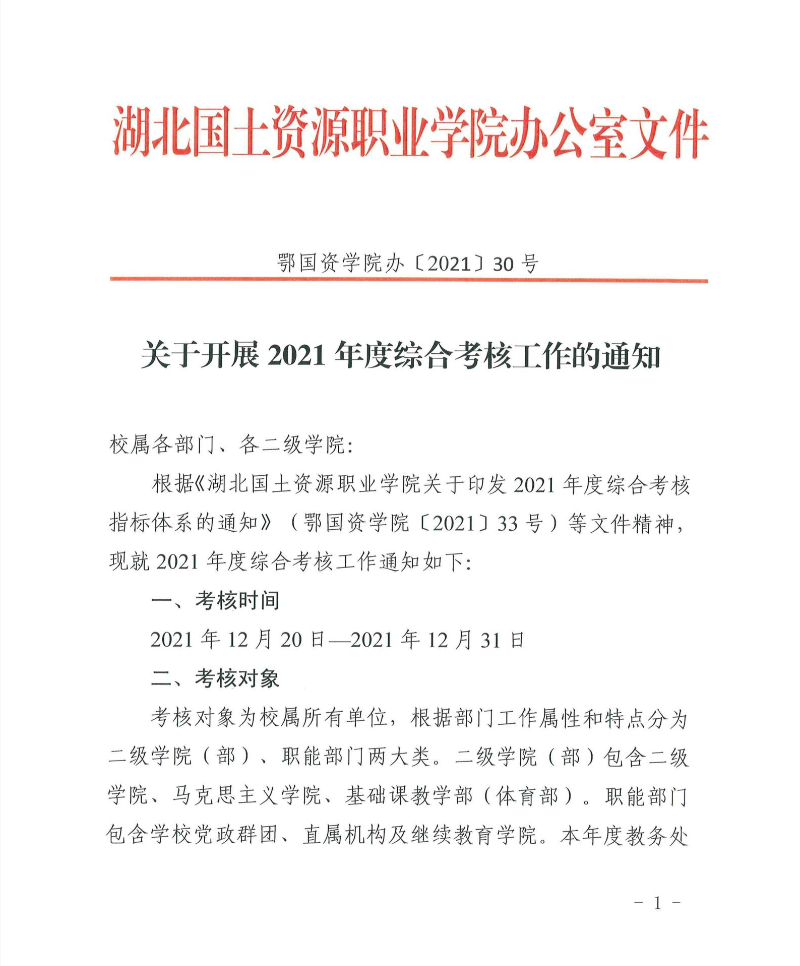 湖北国土资源职业学院办公室文件
鄂国资学院办〔2021〕30 号
关于开展 2021 年度综合考核工作的通知
校属各部门、各二级学院：
根据《湖北国土资源职业学院关于印发 2021 年度综合考核
指标体系的通知》（鄂国资学院〔2021〕33 号）等文件精神，
现就 2021 年度综合考核工作通知如下：
一、考核时间
2021 年 12 月 20 日—2021 年 12 月 31 日
二、考核对象
考核对象为校属所有单位，根据部门工作属性和特点分为
二级学院（部）、职能部门两大类。二级学院（部）包含二级
学院、马克思主义学院、基础课教学部（体育部）。职能部门
包含学校党政群团、直属机构及继续教育学院。本年度教务处
- 1 -